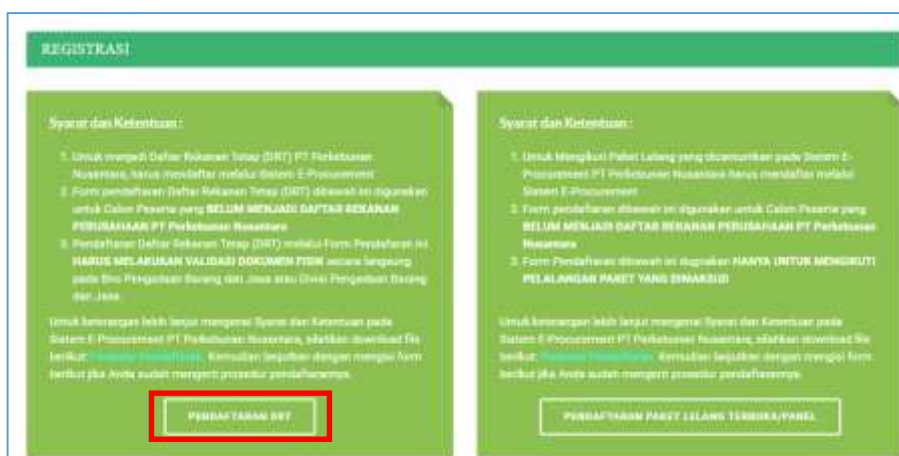 REGISTRASI
Syarat dan Ketentuan :
1. Untuk menjadi Daftar Rekanan Tetap (DRT) PT Perkebunan
Nusantara, harus mendaftar melalui Sistem E-Procurement
2. Form pendaftaran Daftar Rekanan Tetap (DRT) dibawah ini digunakan
untuk Calon Peserta yang BELUM MENJADI DAFTAR REKANAN
PERUSAHAAN PT Perkebunan Nusantara
3. Pendaftaran Daftar Rekanan Tetap (DRT) melalui Form Pendaftaran ini
HARUS MELAKUKAN VALIDASI DOKUMEN FISIK secara langsung
pada Biro Pengadaan Barang dan Jasa atau Divisi Pengadaan Barang
dan Jasa.
Untuk keterangan lebih lanjut mengenai Syarat dan Ketentuan pada
Sistem E-Procurement PT Perkebunan Nusantara, silahkan download file
berikut: Kemudian lanjutkan dengan mengisi form
berikut jika Anda sudah mengerti prosedur pendaftarannya.
PENDAFTARAN DRT
Syarat dan Ketentuan :
1. Untuk Mengikuti Paket Lelang yang dicantumkan pada Sistem E-
Procurement PT Perkebunan Nusantara harus mendaftar melalui
Sistem E-Procurement
2. Form pendaftaran dibawah ini digunakan untuk Calon Peserta yang
BELUM MENJADI DAFTAR REKANAN PERUSAHAAN PT Perkebunan
Nusantara
3. Form Pendaftaran dibawah ini digunakan HANYA UNTUK MENGIKUTI
PELALANGAN PAKET YANG DIMAKSUD
Untuk keterangan lebih lanjut mengenai Syarat dan Ketentuan pada
Sistem E-Procurement PT Perkebunan Nusantara, silahkan download file
berikut: Kemudian lanjutkan dengan mengisi form
berikut jika Anda sudah mengerti prosedur pendaftarannya.
PENDAFTARAN PAKET LELANG TERBUKA/PANEL